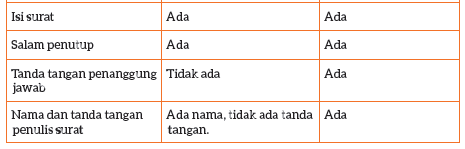 Isi surat Ada Ada
Salam penutup Ada Ada
Tanda tangan penanggung Tidak ada Ada
jawab
Nama dan tanda tangan Ada nama, tidak ada tanda Ada
penulis surat tangan.